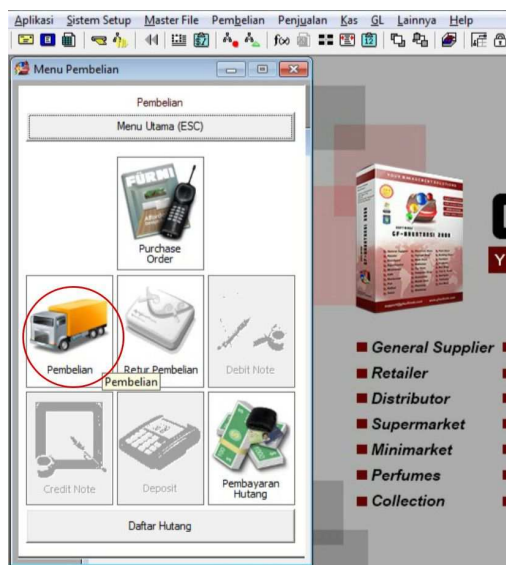 Aplikasi Sistem Setup Master File Pembelian Penjualan Kas GL Lainnya Help
Menu Pembelian
Pembelian
Menu Utama (ESC)
FÜRNI
Purchase
Order
Pembelian
Retur Pembelian
Debit Note
Pembelian
Credit Note
Deposit
Pembayaran
Hutang
Daftar Hutang
General Supplier
Retailer
Distributor
Supermarket
Minimarket
Perfumes
Collection